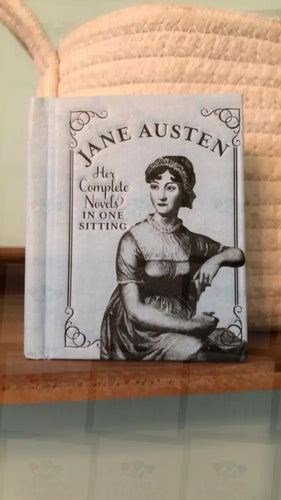 JANE AUSTEN
Her
Complete
Novels
IN ONE
SITTING